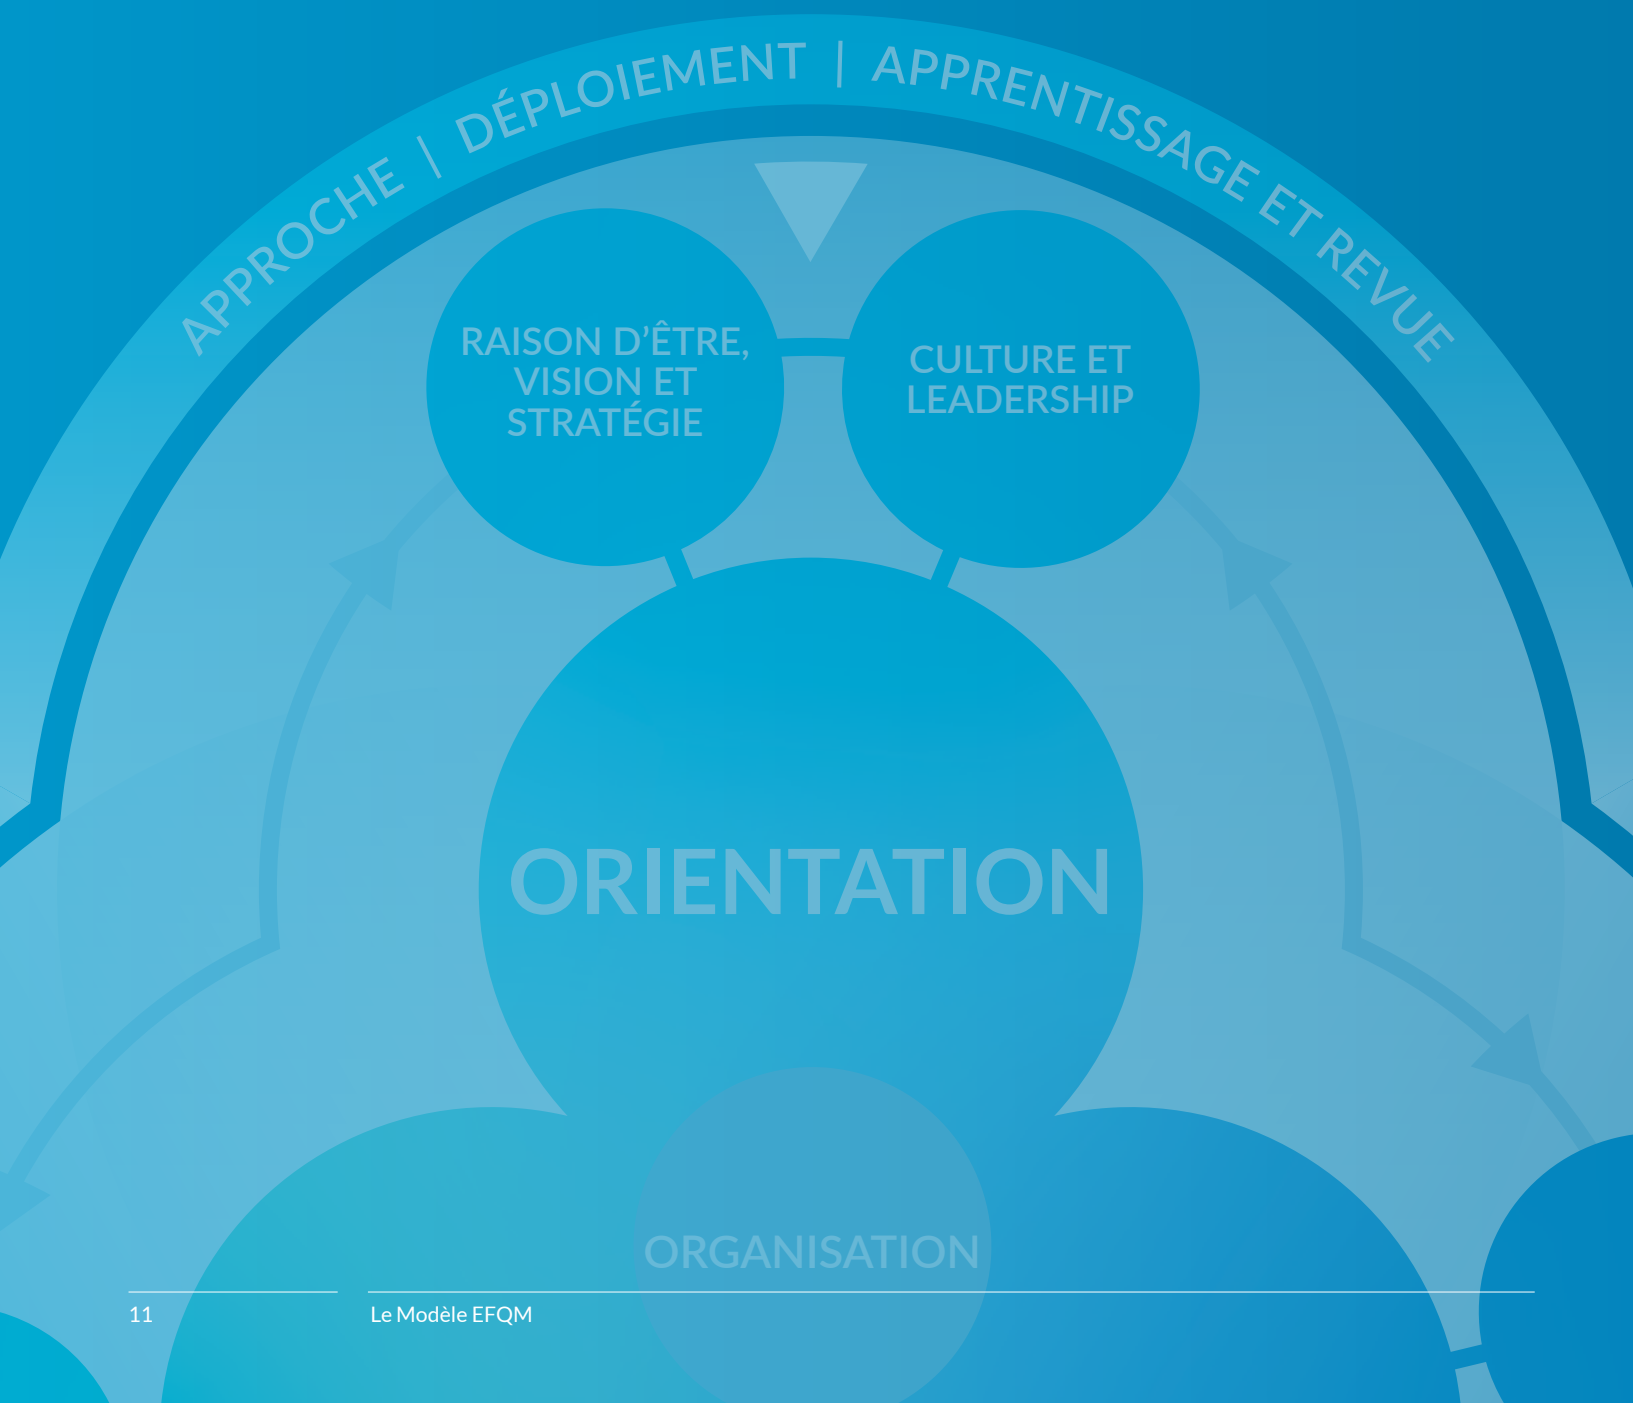 APPROCHE | DÉPLOIEMENT | APPRENTISSAGE ET REVUE
RAISON D’ÊTRE,
VISION ET
STRATÉGIE
CULTURE ET
LEADERSHIP
ORIENTATION
ORGANISATION
11
Le Modèle EFQM